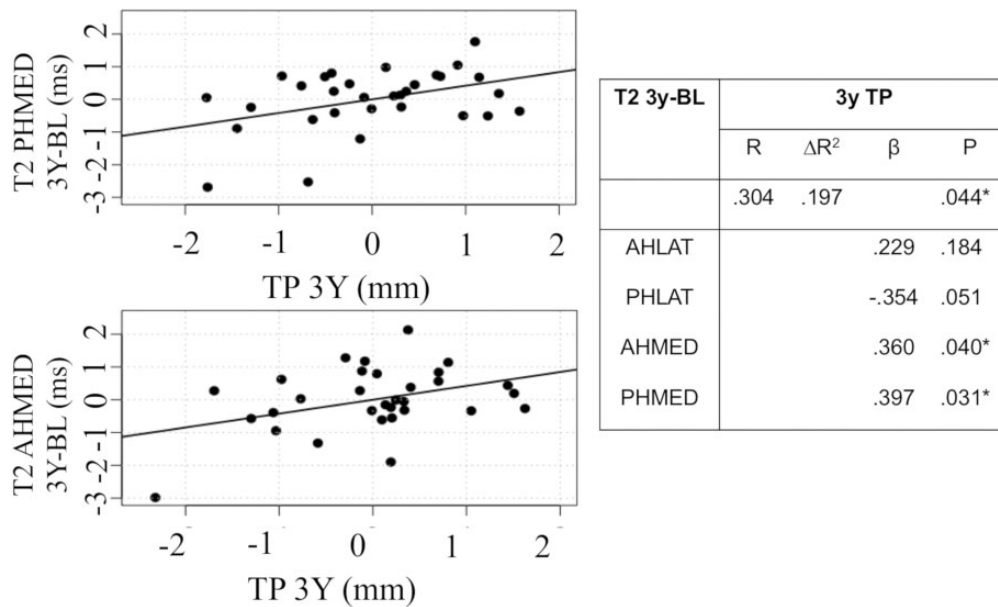 T2 PHMED
3Y-BL (ms)
2
1
0
-1
-2
-3
-2 -1 0 1 2
TP 3Y (mm)
T2 AHMED
3Y-BL (ms)
2
1
0
-1
-2
-3
-2 -1 0 1 2
TP 3Y (mm)
T2 3y-BL 3y TP
R ΔR² β P
.304 .197 .044*
AHLAT .229 .184
PHLAT -.354 .051
AHMED .360 .040*
PHMED .397 .031*